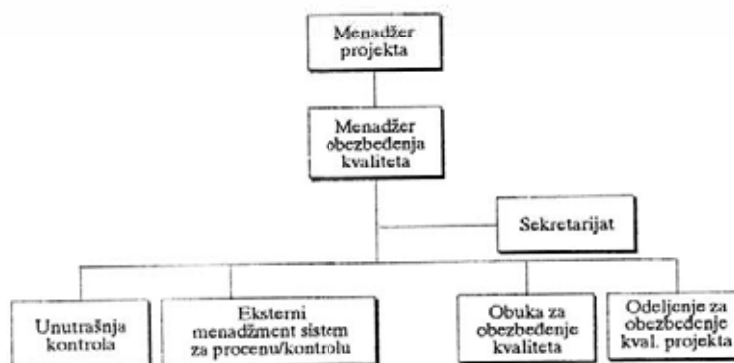 Menadžer
projekta
Menadžer
obezbeđenja
kvaliteta
Sekretarijat
Unutrašnja
kontrola
Eksterni
menadžment sistem
za procenu/kontrolu
Obuka za
obezbeđenje
kvaliteta
Odeljenje za
obezbeđenje
kval. projekta